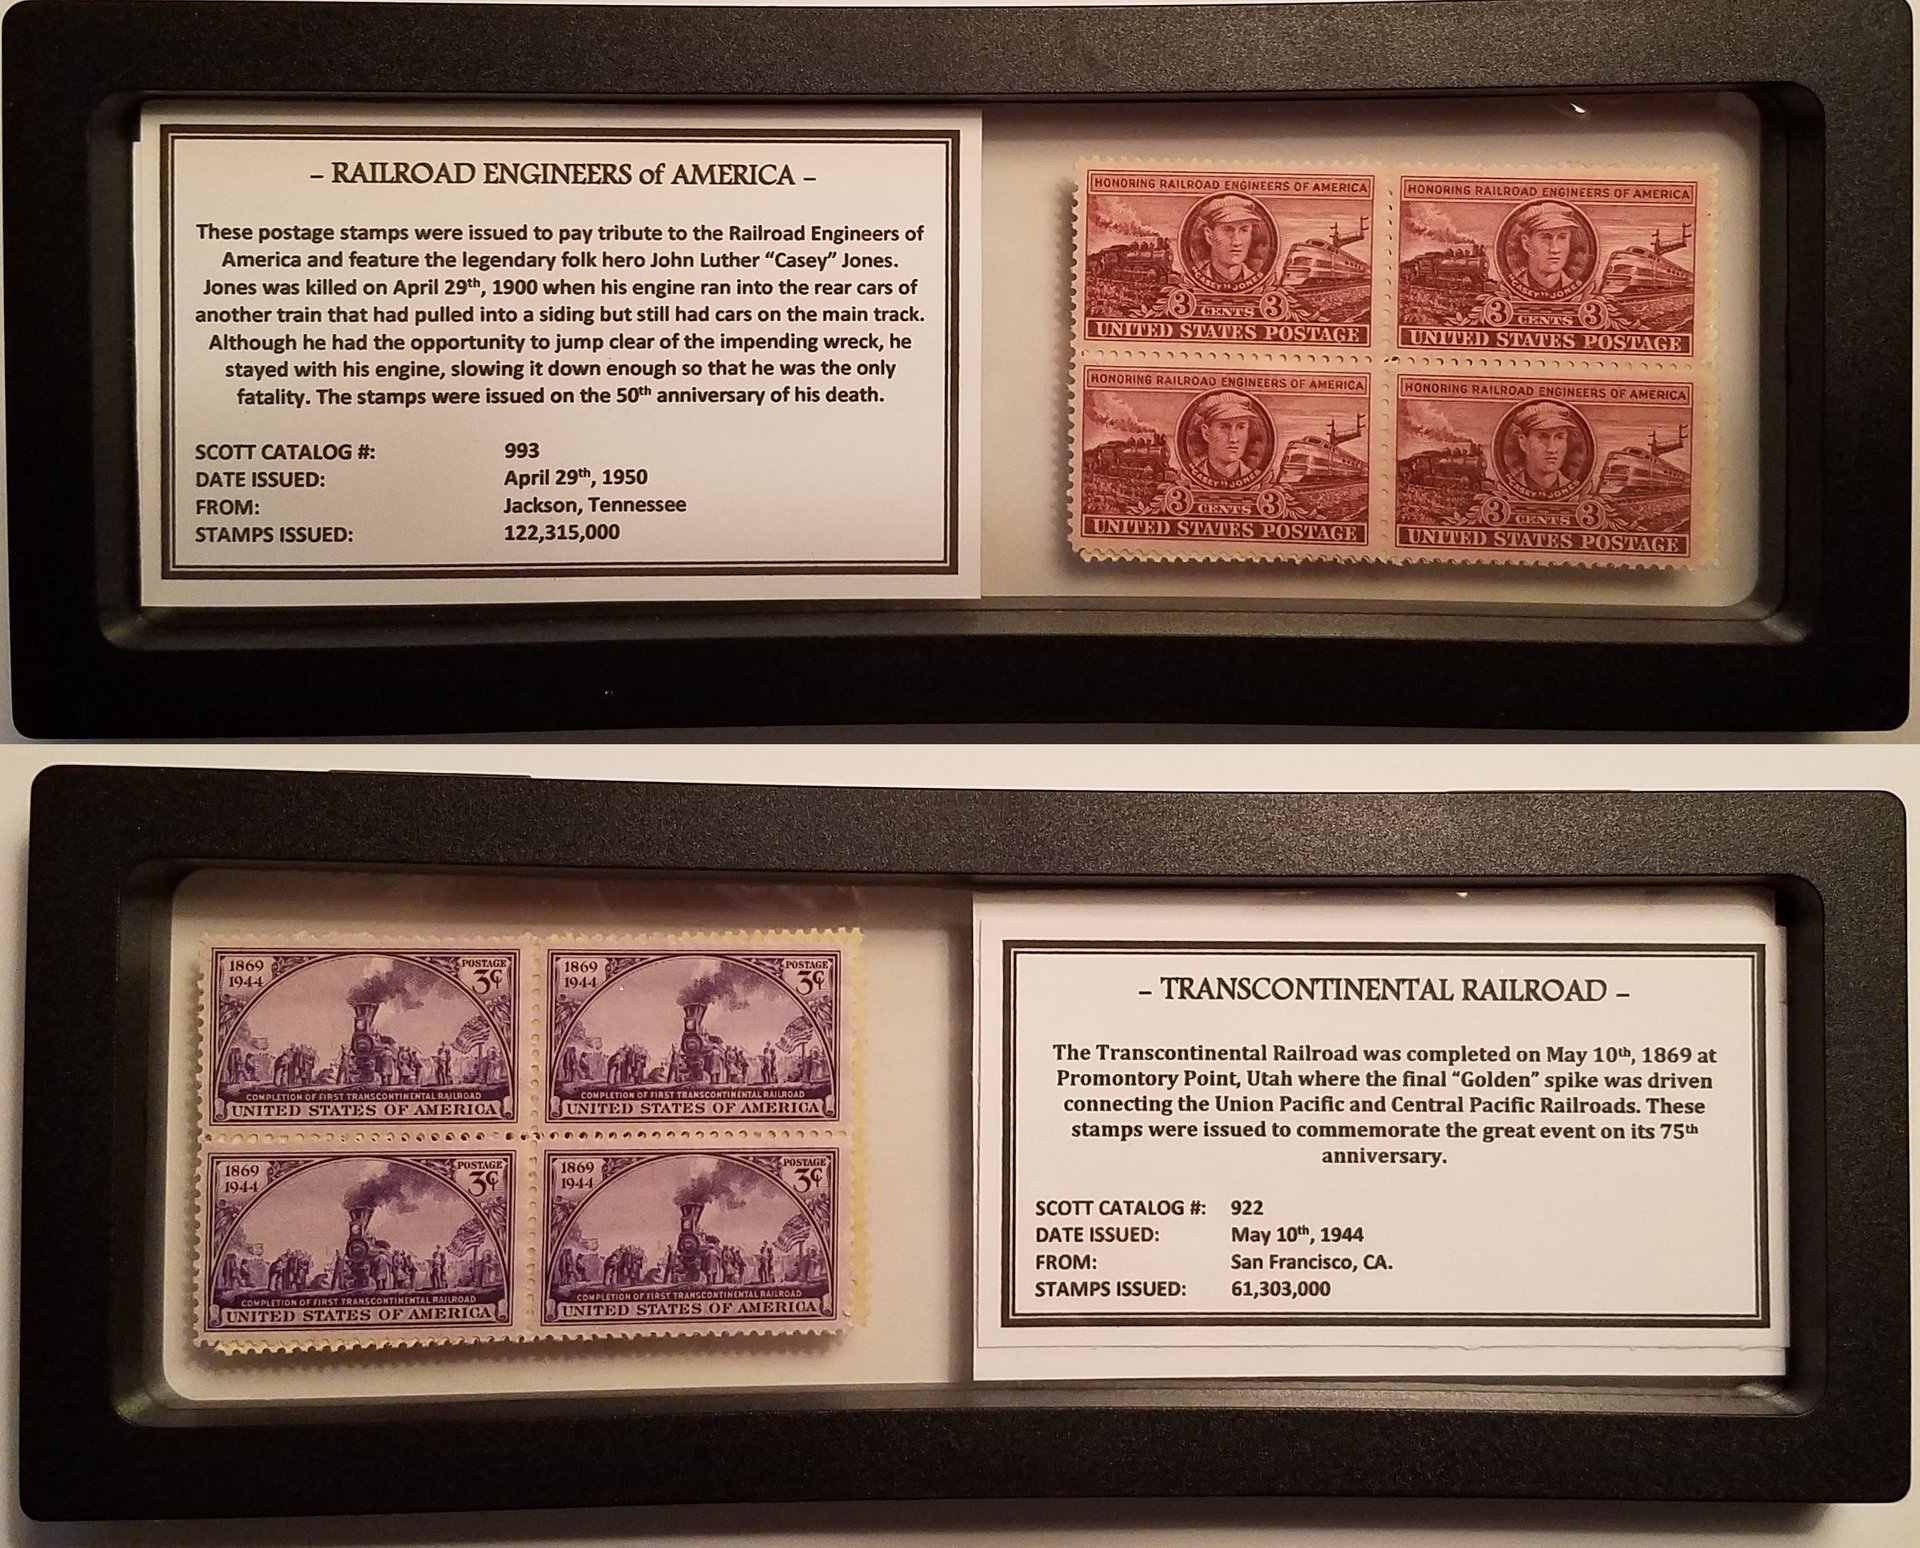 – RAILROAD ENGINEERS of AMERICA –
These postage stamps were issued to pay tribute to the Railroad Engineers of
America and feature the legendary folk hero John Luther “Casey” Jones.
Jones was killed on April 29th, 1900 when his engine ran into the rear cars of
another train that had pulled into a siding but still had cars on the main track.
Although he had the opportunity to jump clear of the impending wreck, he
stayed with his engine, slowing it down enough so that he was the only
fatality. The stamps were issued on the 50th anniversary of his death.
SCOTT CATALOG #: 993
DATE ISSUED: April 29th, 1950
FROM: Jackson, Tennessee
STAMPS ISSUED: 122,315,000
HONORING RAILROAD ENGINEERS OF AMERICA
"CASEY" JONES
3 CENTS 3
UNITED STATES POSTAGE
HONORING RAILROAD ENGINEERS OF AMERICA
"CASEY" JONES
3 CENTS 3
UNITED STATES POSTAGE
HONORING RAILROAD ENGINEERS OF AMERICA
"CASEY" JONES
3 CENTS 3
UNITED STATES POSTAGE
HONORING RAILROAD ENGINEERS OF AMERICA
"CASEY" JONES
3 CENTS 3
UNITED STATES POSTAGE
1869
1944
POSTAGE
3¢
COMPLETION OF FIRST TRANSCONTINENTAL RAILROAD
UNITED STATES OF AMERICA
1869
1944
POSTAGE
3¢
COMPLETION OF FIRST TRANSCONTINENTAL RAILROAD
UNITED STATES OF AMERICA
1869
1944
POSTAGE
3¢
COMPLETION OF FIRST TRANSCONTINENTAL RAILROAD
UNITED STATES OF AMERICA
1869
1944
POSTAGE
3¢
COMPLETION OF FIRST TRANSCONTINENTAL RAILROAD
UNITED STATES OF AMERICA
– TRANSCONTINENTAL RAILROAD –
The Transcontinental Railroad was completed on May 10th, 1869 at
Promontory Point, Utah where the final “Golden” spike was driven
connecting the Union Pacific and Central Pacific Railroads. These
stamps were issued to commemorate the great event on its 75th
anniversary.
SCOTT CATALOG #: 922
DATE ISSUED: May 10th, 1944
FROM: San Francisco, CA.
STAMPS ISSUED: 61,303,000